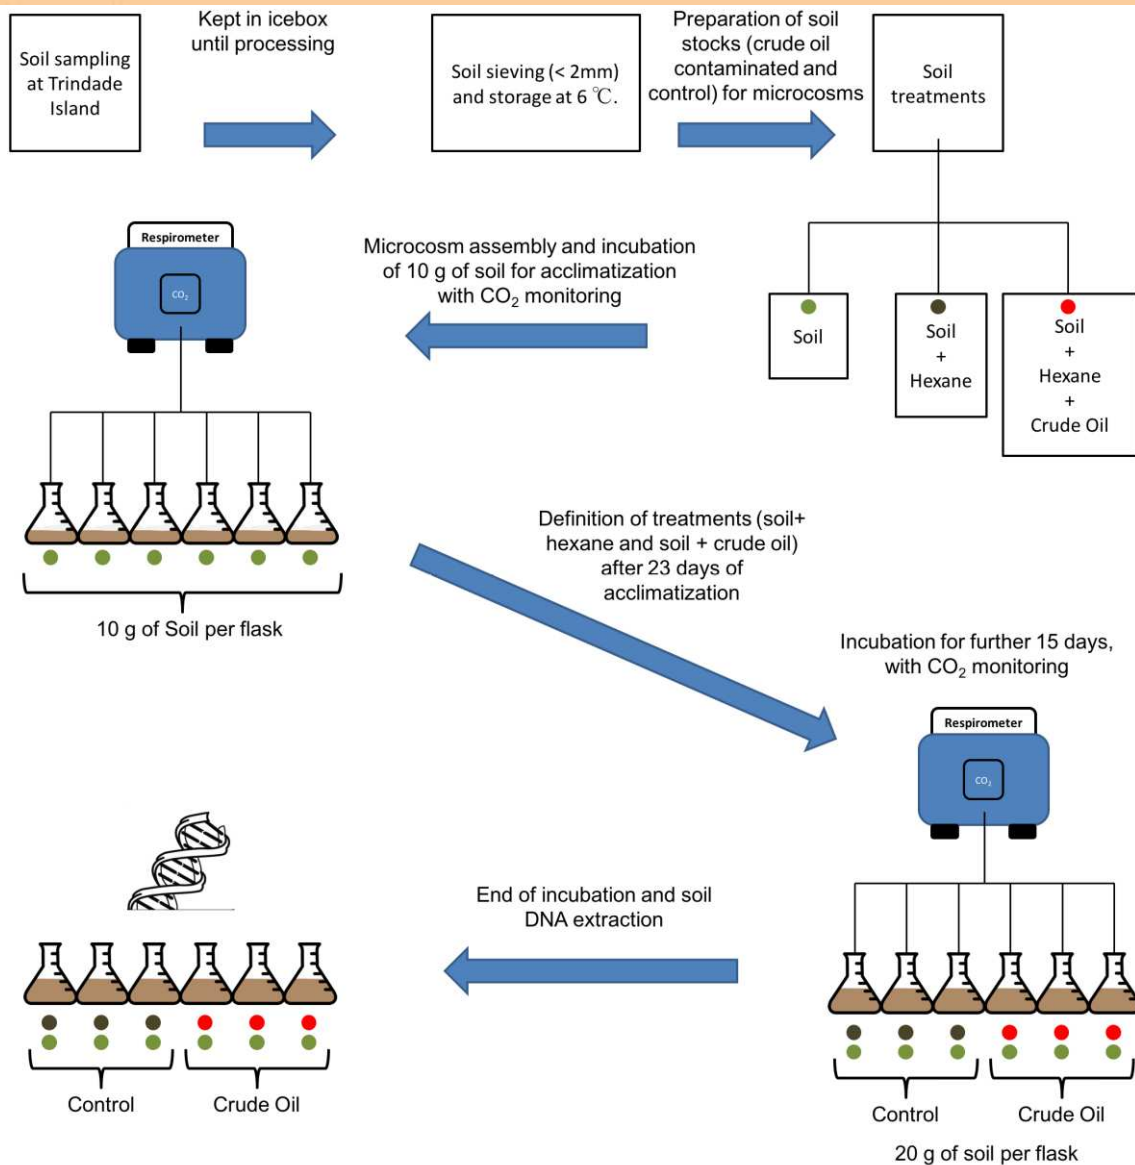 Soil sampling
at Trindade
Island
Kept in icebox
until processing
Soil sieving (< 2mm)
and storage at 6 ℃.
Preparation of soil
stocks (crude oil
contaminated and
control) for microcosms
Soil
treatments
Soil
Soil
+
Hexane
Soil
+
Hexane
+
Crude Oil
Microcosm assembly and incubation
of 10 g of soil for acclimatization
with CO₂ monitoring
Respirometer
CO₂
10 g of Soil per flask
Definition of treatments (soil+
hexane and soil + crude oil)
after 23 days of
acclimatization
Incubation for further 15 days,
with CO₂ monitoring
Respirometer
CO₂
Control
Crude Oil
20 g of soil per flask
End of incubation and soil
DNA extraction
Control
Crude Oil